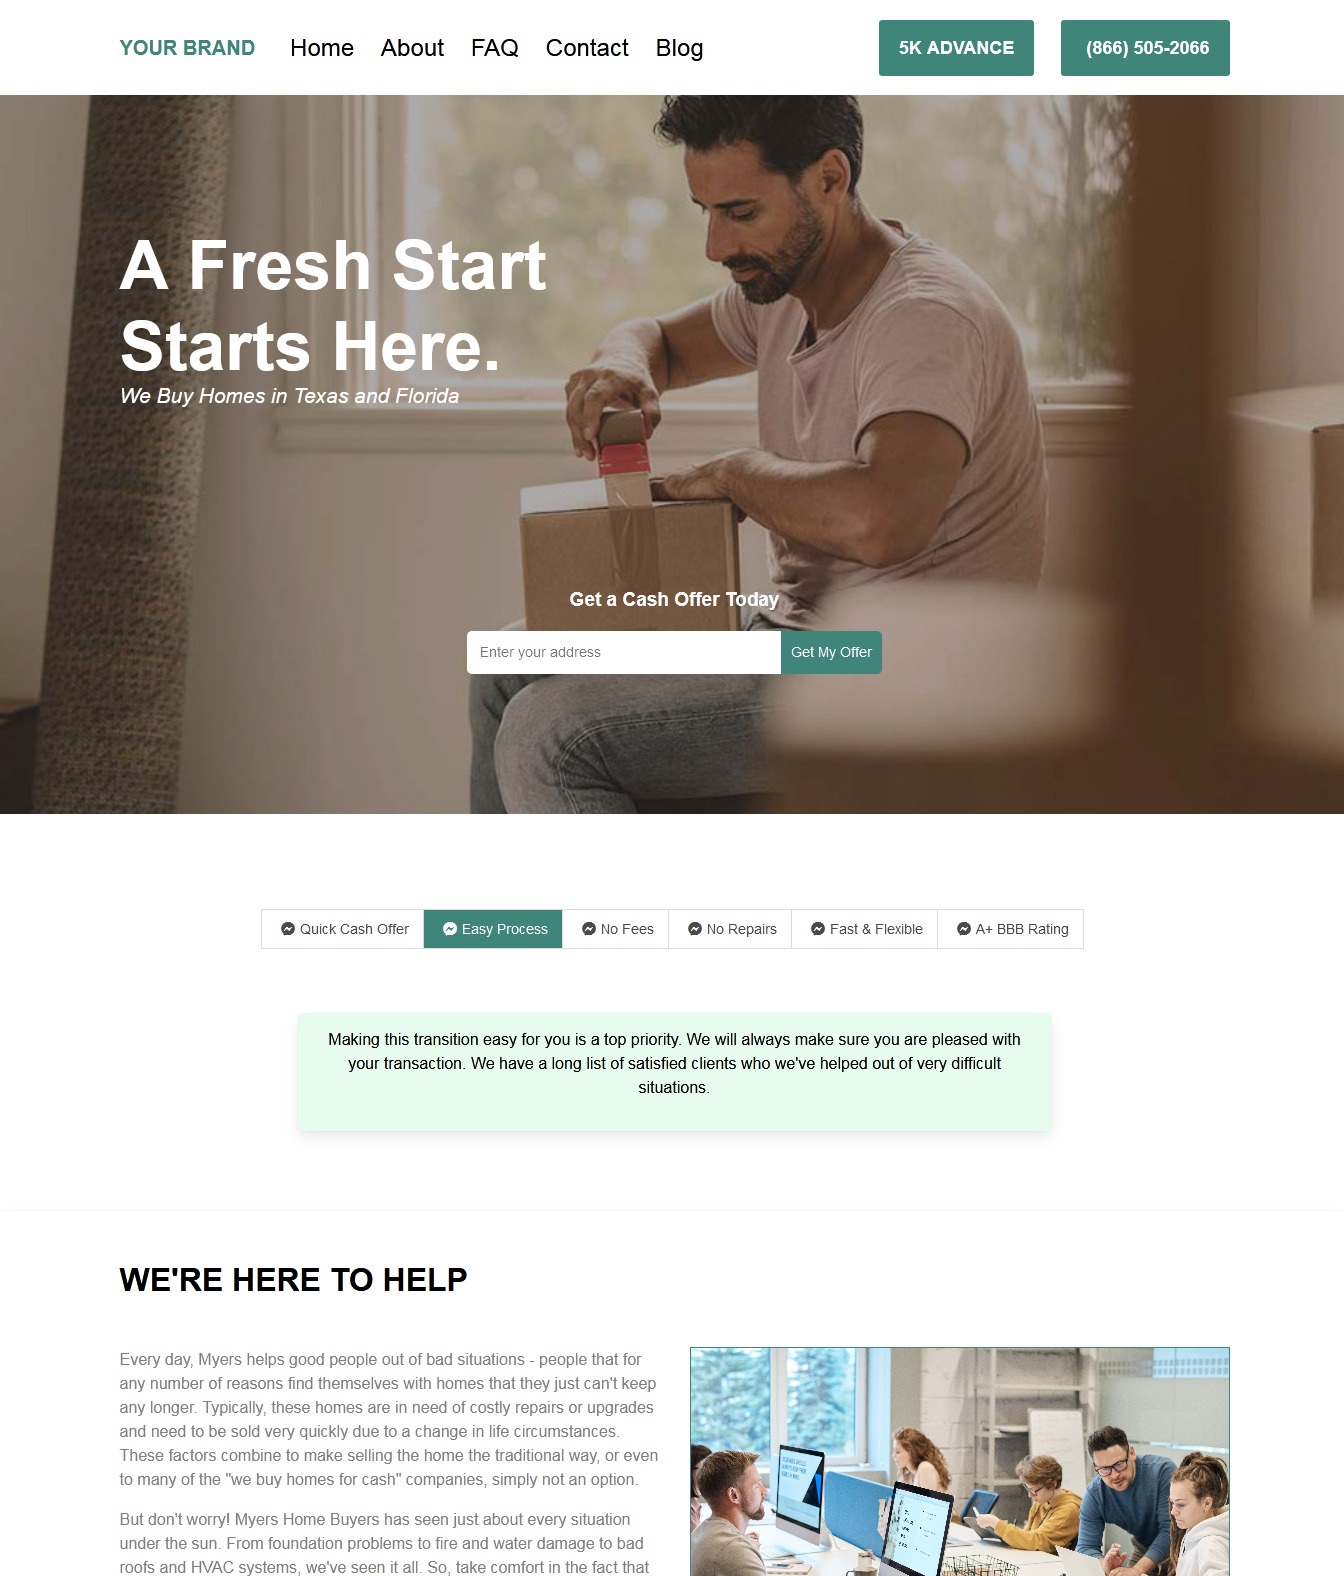 YOUR BRAND Home About FAQ Contact Blog 5K ADVANCE (866) 505-2066
A Fresh Start
Starts Here.
We Buy Homes in Texas and Florida
Get a Cash Offer Today
Enter your address Get My Offer
Quick Cash Offer Easy Process No Fees No Repairs Fast & Flexible A+ BBB Rating
Making this transition easy for you is a top priority. We will always make sure you are pleased with
your transaction. We have a long list of satisfied clients who we've helped out of very difficult
situations.
WE'RE HERE TO HELP
Every day, Myers helps good people out of bad situations - people that for
any number of reasons find themselves with homes that they just can't keep
any longer. Typically, these homes are in need of costly repairs or upgrades
and need to be sold very quickly due to a change in life circumstances.
These factors combine to make selling the home the traditional way, or even
to many of the "we buy homes for cash" companies, simply not an option.
But don't worry! Myers Home Buyers has seen just about every situation
under the sun. From foundation problems to fire and water damage to bad
roofs and HVAC systems, we've seen it all. So, take comfort in the fact that